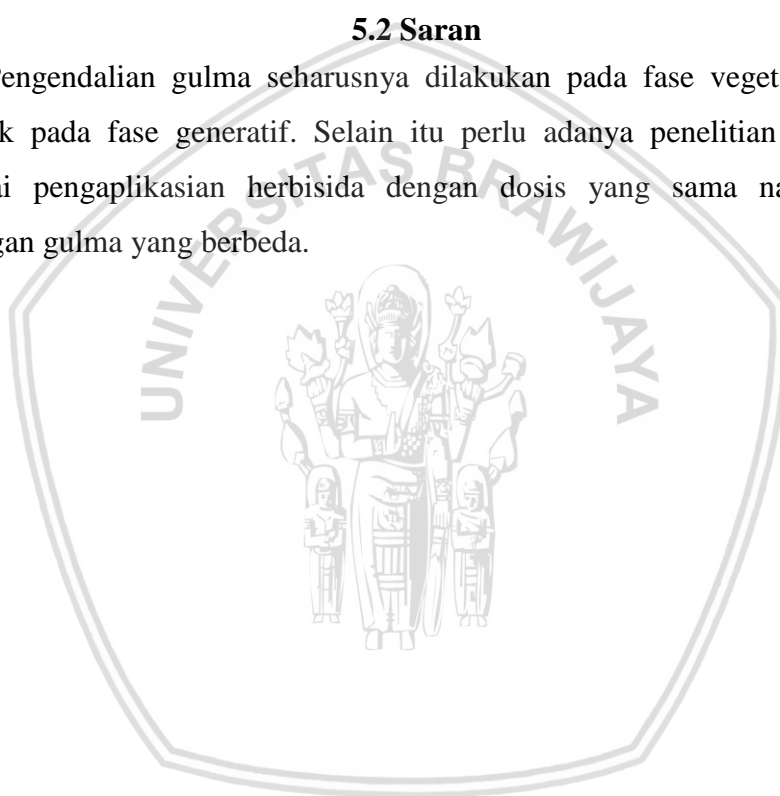 5.2 Saran
Pengendalian gulma seharusnya dilakukan pada fase veget
k pada fase generatif. Selain itu perlu adanya penelitian
ai pengaplikasian herbisida dengan dosis yang sama na
gan gulma yang berbeda.
UNIVERSITAS BRAWIJAYA